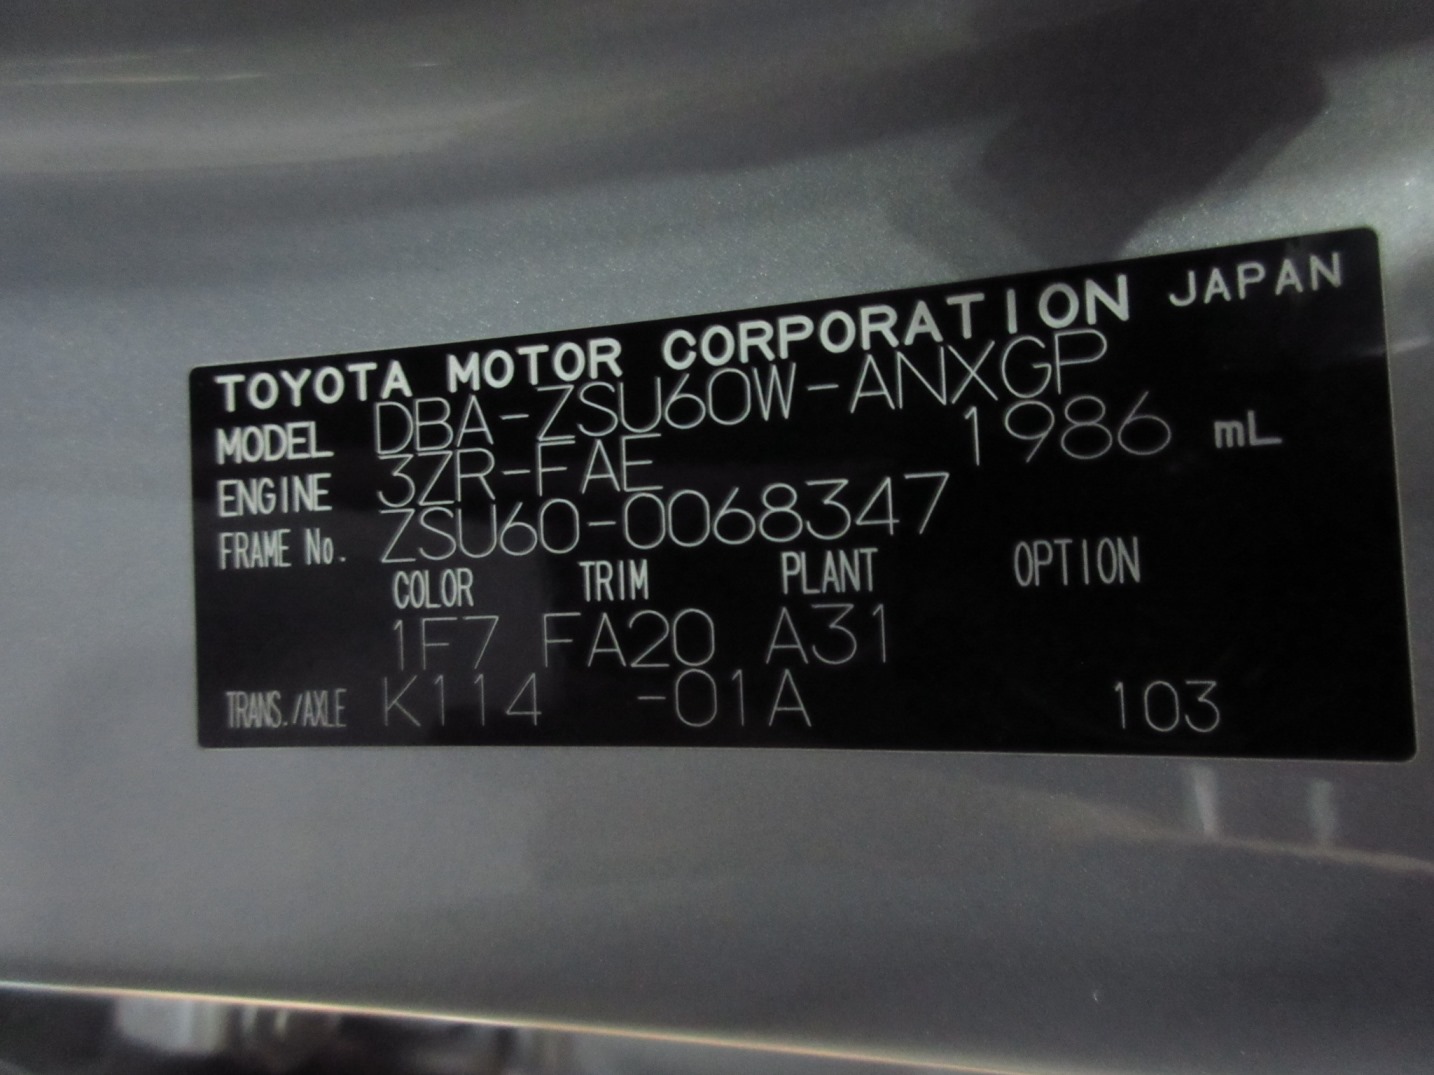 TOYOTA MOTOR CORPORATION JAPAN
MODEL DBA-ZSU60W-ANXGP
ENGINE 3ZR-FAE 1986 mL
FRAME No. ZSU60-0068347
COLOR TRIM PLANT OPTION
1F7 FA20 A31
TRANS./AXLE K114 -01A 103